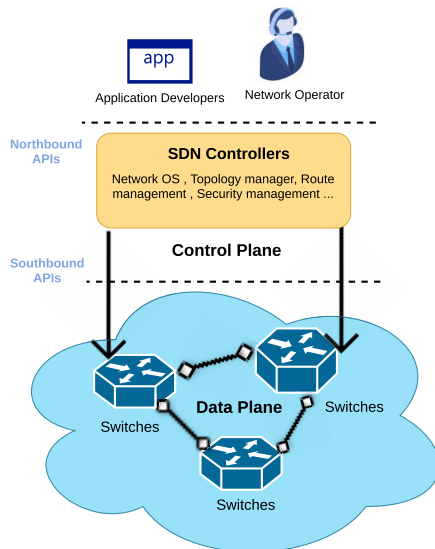 app
Application Developers
Network Operator
Northbound
APIs
SDN Controllers
Network OS , Topology manager, Route
management , Security management ...
Control Plane
Southbound
APIs
Data Plane
Switches
Switches
Switches